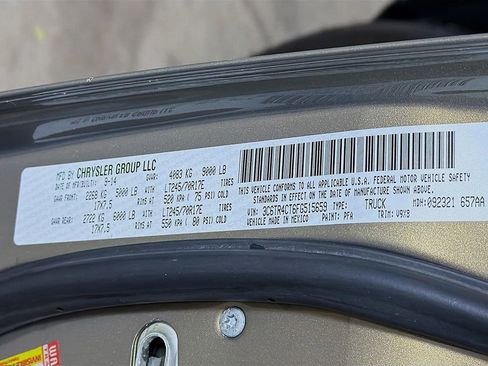 MFD BY CHRYSLER GROUP LLC
DATE OF MFR(BILT): 9-14 GVWR: 4083 KG 9000 LB
GAWR FRONT: 2268 KG 5000 LB WITH LT245/70R17E TIRES
17X7.5 RIMS AT 520 KPA ( 75 PSI) COLD
GAWR REAR: 2722 KG 6000 LB WITH LT245/70R17E TIRES
17X7.5 RIMS AT 550 KPA ( 80 PSI) COLD
THIS VEHICLE CONFORMS TO ALL APPLICABLE U.S.A. FEDERAL MOTOR VEHICLE SAFETY
STANDARDS IN EFFECT ON THE DATE OF MANUFACTURE SHOWN ABOVE.
VIN: 3C6TR4CT6FG515659 TYPE: TRUCK MDH: 092321 657AA
VEHICLE MADE IN MEXICO PAINT: PFA TRIM: V9X8